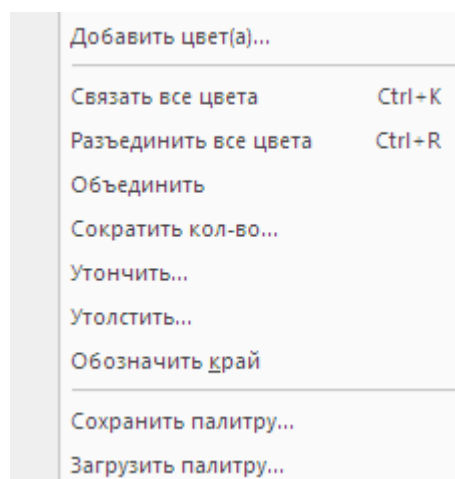 Добавить цвет(а)...
Связать все цвета Ctrl+K
Разъединить все цвета Ctrl+R
Объединить
Сократить кол-во...
Утончить...
Утолстить...
Обозначить край
Сохранить палитру...
Загрузить палитру...